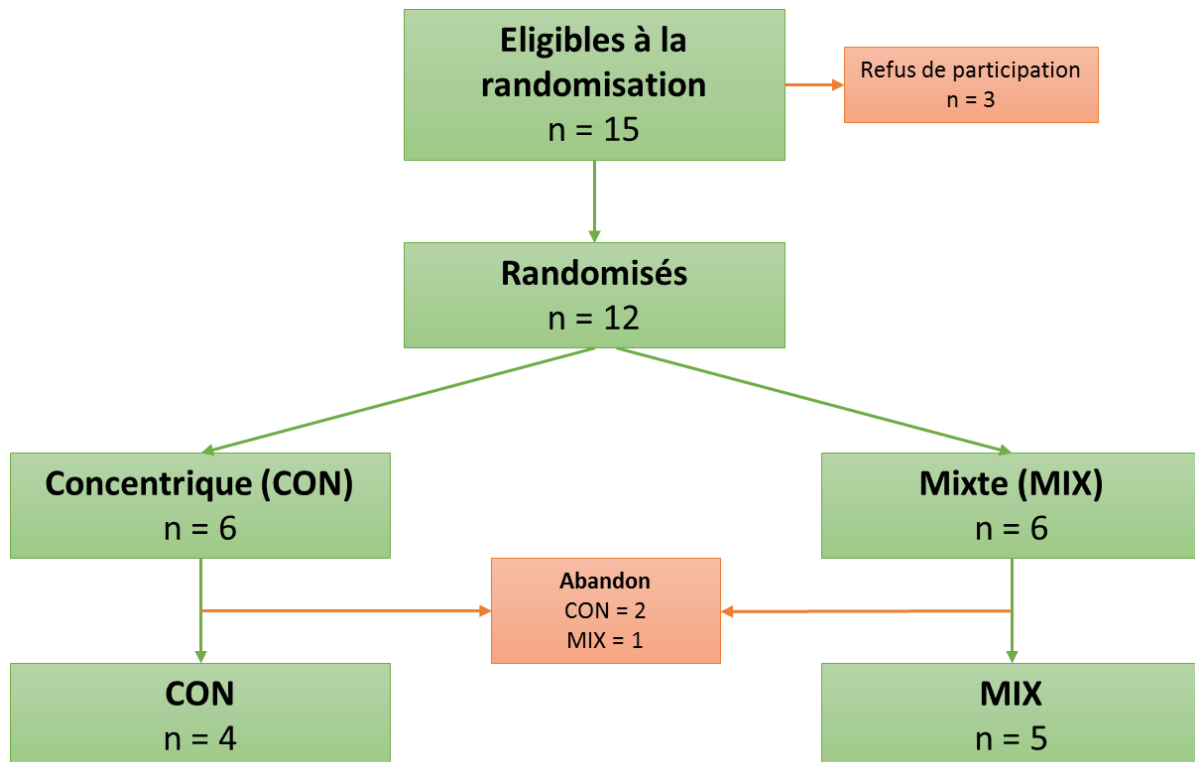 Eligibles à la
randomisation
n = 15
Refus de participation
n = 3
Randomisés
n = 12
Concentrique (CON)
n = 6
Mixte (MIX)
n = 6
Abandon
CON = 2
MIX = 1
CON
n = 4
MIX
n = 5